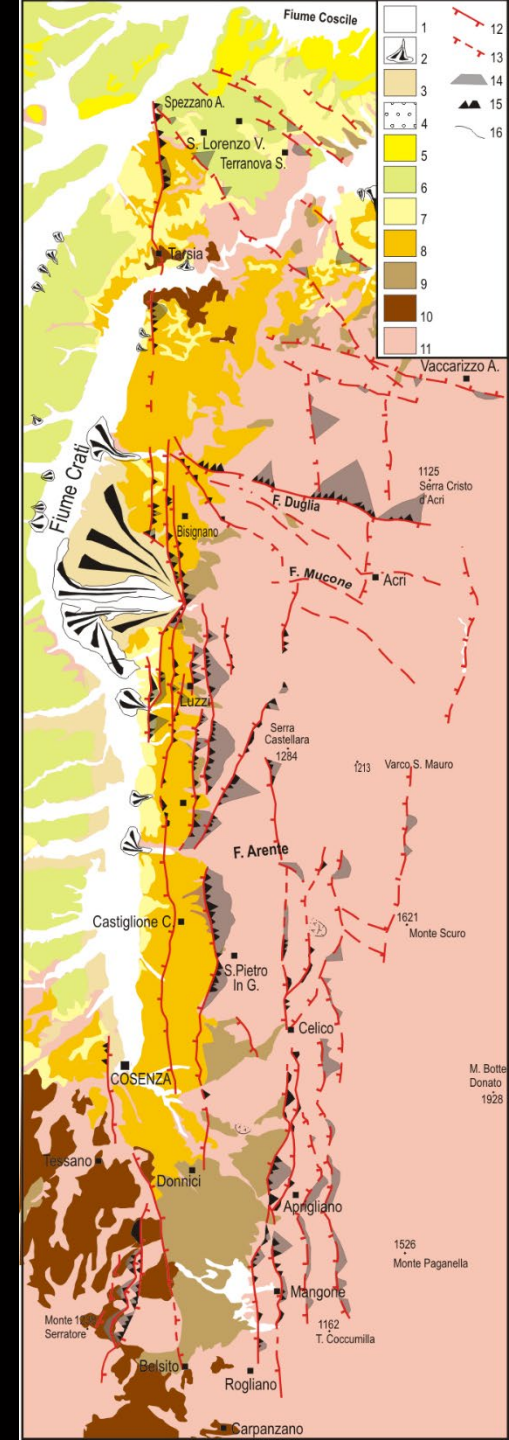 Fiume Coscile
Spezzano A.
S. Lorenzo V.
Terranova S.
Tarsia
1
2
3
4
5
6
7
8
9
10
11
12
13
14
15
16
Vaccarizzo A.
Fiume Crati
1125
Serra Cristo
d'Acri
F. Duglia
Bisignano
F. Mucone
Acri
Luzzi
Serra
Castellara
1284
1213
Varco S. Mauro
F. Arente
Castiglione C.
1621
Monte Scuro
S.Pietro
In G.
Celico
COSENZA
M. Botte
Donato
1928
Tessano
Donnici
Aprigliano
1526
Monte Paganella
Mangone
Monte
Serratore
1162
T. Coccumilla
Belsito
Rogliano
Carpanzano